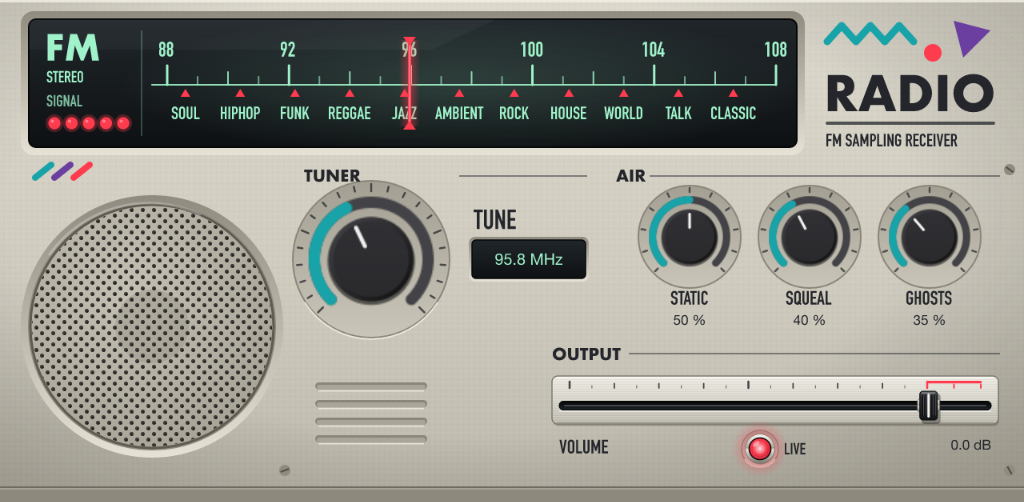 FM
STEREO
SIGNAL
88 92 96 100 104 108
SOUL HIPHOP FUNK REGGAE JAZZ AMBIENT ROCK HOUSE WORLD TALK CLASSIC
RADIO
FM SAMPLING RECEIVER
TUNER
TUNE
95.8 MHz
AIR
STATIC SQUEAL GHOSTS
50 % 40 % 35 %
OUTPUT
VOLUME LIVE 0.0 dB